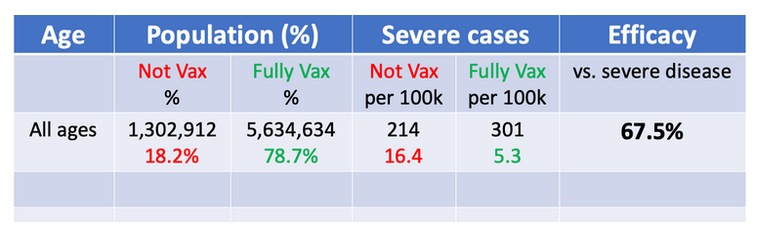 Age Population (%) Severe cases Efficacy
Not Vax Fully Vax Not Vax Fully Vax vs. severe disease
% % per 100k per 100k
All ages 1,302,912 5,634,634 214 301 67.5%
18.2% 78.7% 16.4 5.3